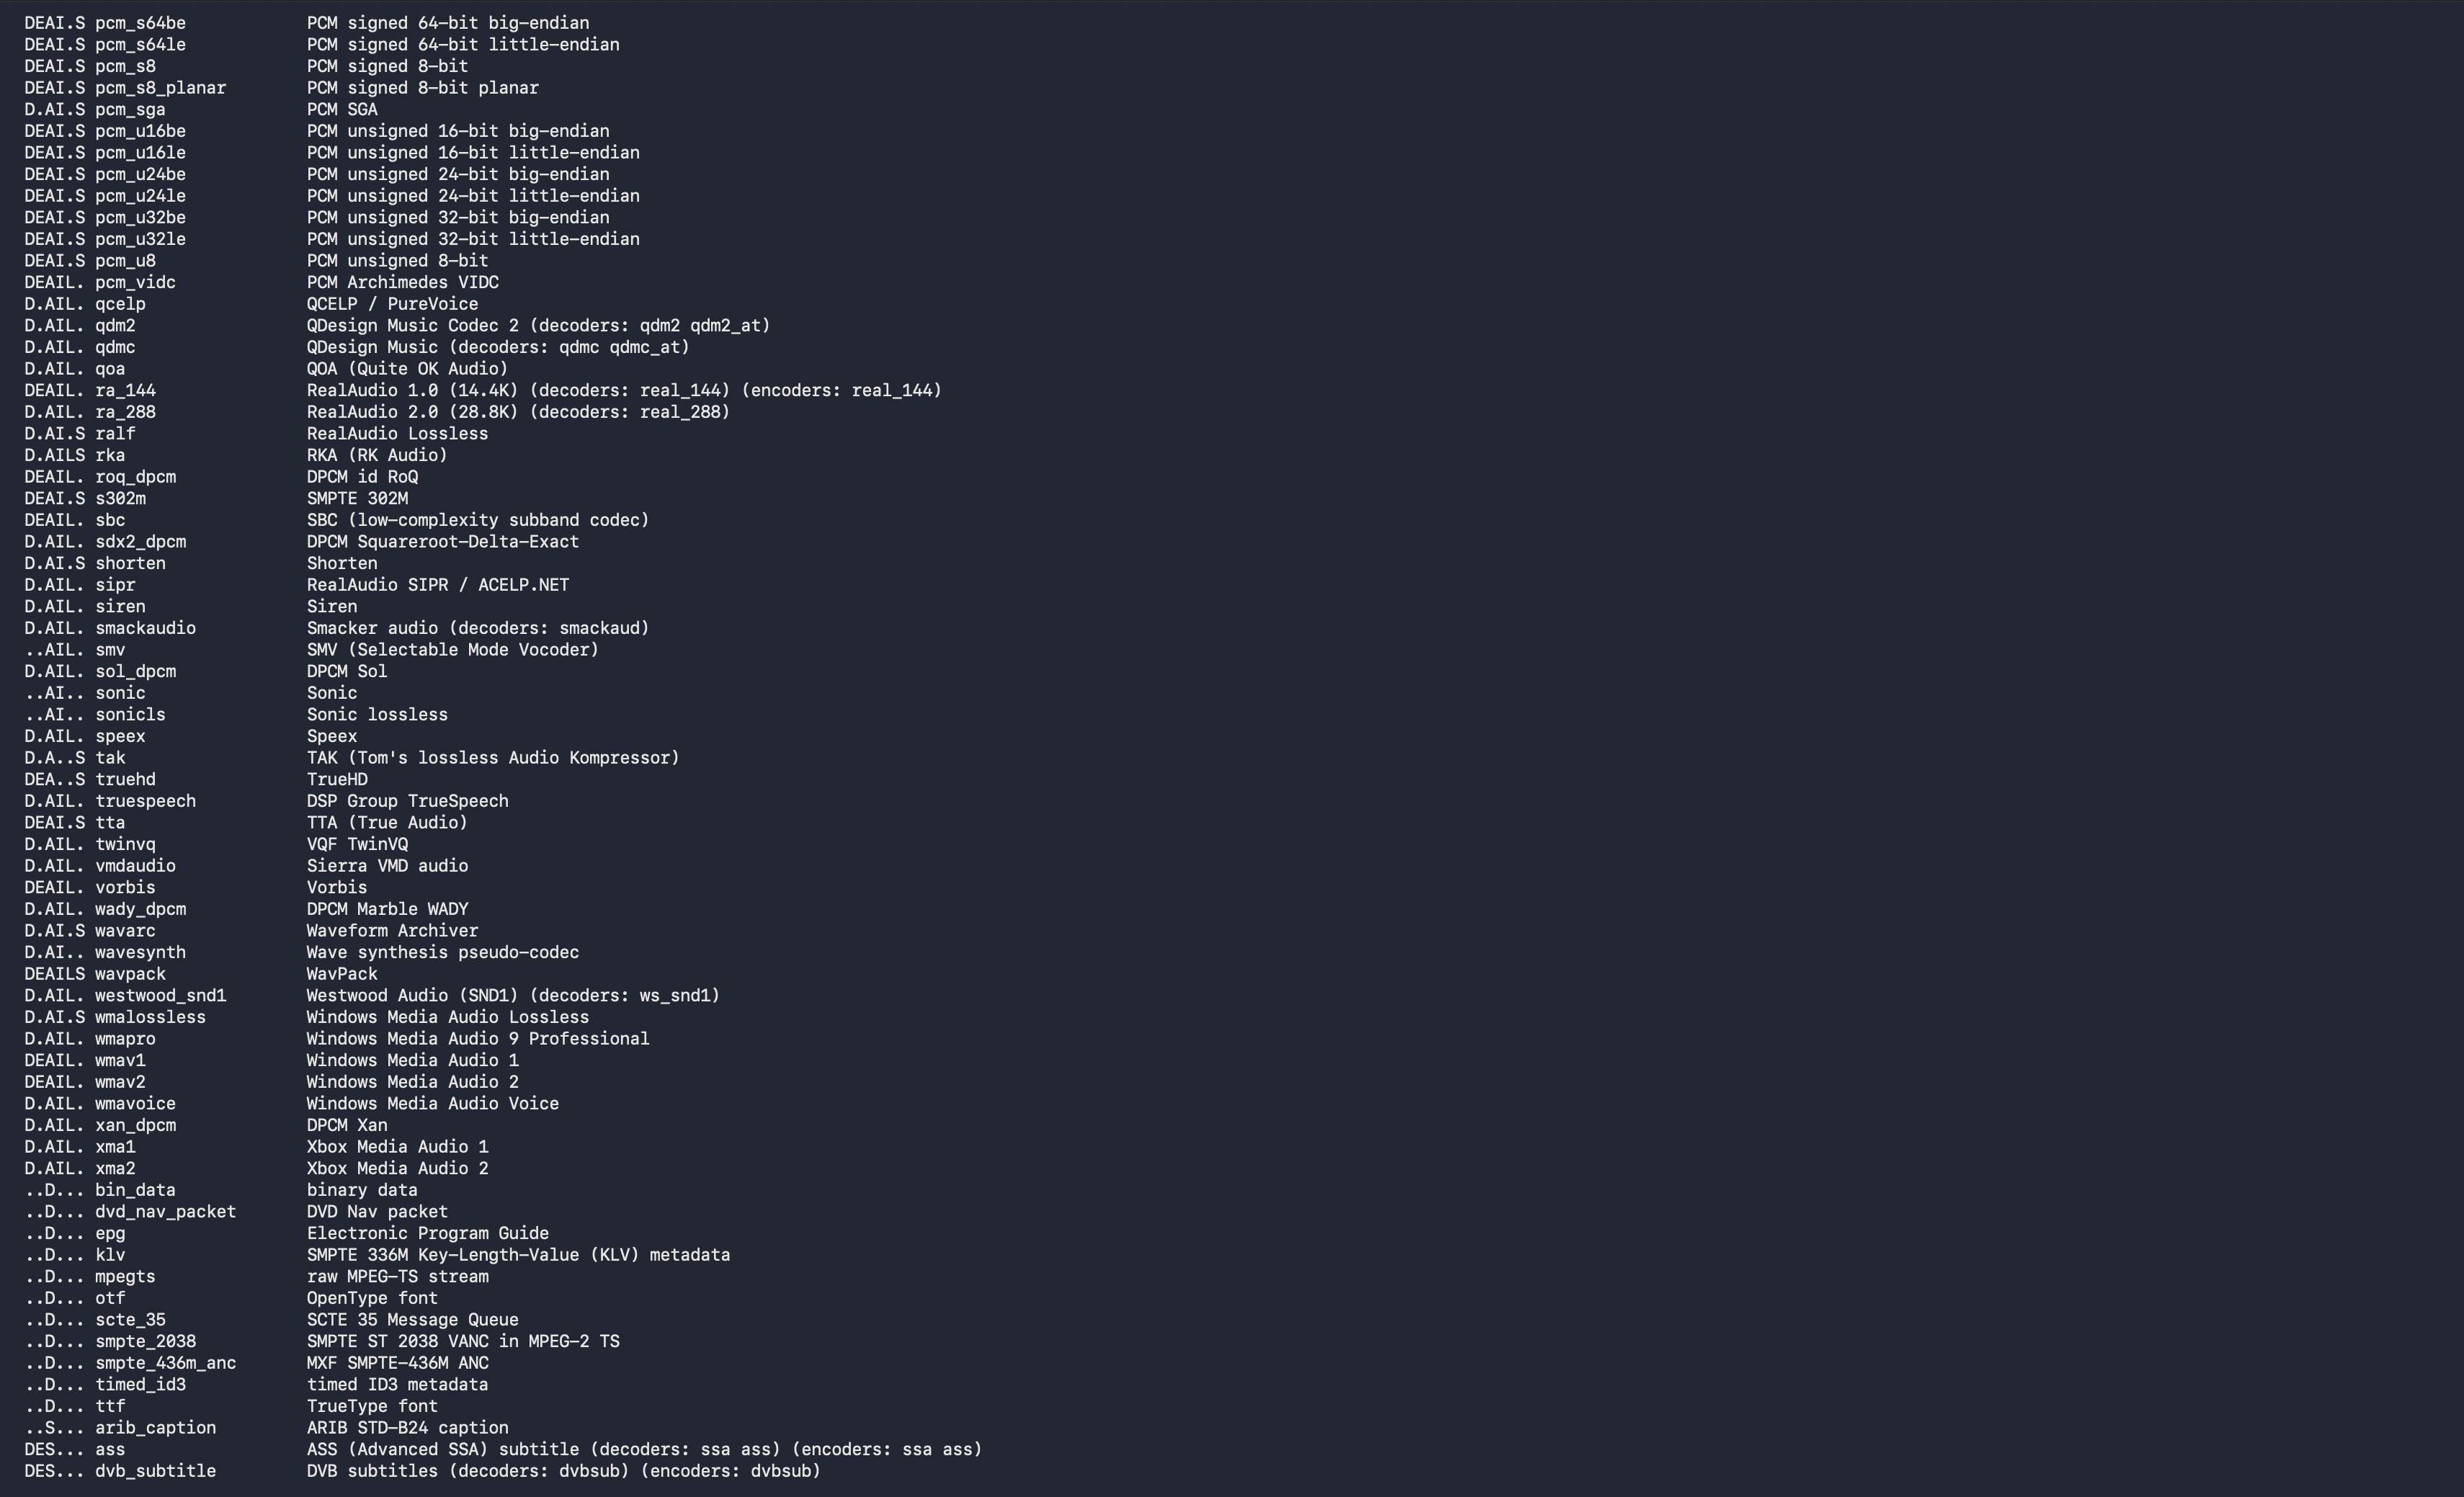 DEAI.S pcm_s64be            PCM signed 64-bit big-endian
DEAI.S pcm_s64le            PCM signed 64-bit little-endian
DEAI.S pcm_s8               PCM signed 8-bit
DEAI.S pcm_s8_planar        PCM signed 8-bit planar
D.AI.S pcm_sga              PCM SGA
DEAI.S pcm_u16be            PCM unsigned 16-bit big-endian
DEAI.S pcm_u16le            PCM unsigned 16-bit little-endian
DEAI.S pcm_u24be            PCM unsigned 24-bit big-endian
DEAI.S pcm_u24le            PCM unsigned 24-bit little-endian
DEAI.S pcm_u32be            PCM unsigned 32-bit big-endian
DEAI.S pcm_u32le            PCM unsigned 32-bit little-endian
DEAI.S pcm_u8               PCM unsigned 8-bit
DEAIL. pcm_vidc             PCM Archimedes VIDC
D.AIL. qcelp                QCELP / PureVoice
D.AIL. qdm2                 QDesign Music Codec 2 (decoders: qdm2 qdm2_at)
D.AIL. qdmc                 QDesign Music (decoders: qdmc qdmc_at)
D.AIL. qoa                  QOA (Quite OK Audio)
DEAIL. ra_144               RealAudio 1.0 (14.4K) (decoders: real_144) (encoders: real_144)
D.AIL. ra_288               RealAudio 2.0 (28.8K) (decoders: real_288)
D.AI.S ralf                 RealAudio Lossless
D.AILS rka                  RKA (RK Audio)
DEAIL. roq_dpcm             DPCM id RoQ
DEAI.S s302m                SMPTE 302M
DEAIL. sbc                  SBC (low-complexity subband codec)
D.AIL. sdx2_dpcm            DPCM Squareroot-Delta-Exact
D.AI.S shorten              Shorten
D.AIL. sipr                 RealAudio SIPR / ACELP.NET
D.AIL. siren                Siren
D.AIL. smackaudio           Smacker audio (decoders: smackaud)
..AIL. smv                  SMV (Selectable Mode Vocoder)
D.AIL. sol_dpcm             DPCM Sol
..AI.. sonic                Sonic
..AI.. sonicls              Sonic lossless
D.AIL. speex                Speex
D.A..S tak                  TAK (Tom's lossless Audio Kompressor)
DEA..S truehd               TrueHD
D.AIL. truespeech           DSP Group TrueSpeech
DEAI.S tta                  TTA (True Audio)
D.AIL. twinvq               VQF TwinVQ
D.AIL. vmdaudio             Sierra VMD audio
DEAIL. vorbis               Vorbis
D.AIL. wady_dpcm            DPCM Marble WADY
D.AI.S wavarc               Waveform Archiver
D.AI.. wavesynth            Wave synthesis pseudo-codec
DEAILS wavpack              WavPack
D.AIL. westwood_snd1        Westwood Audio (SND1) (decoders: ws_snd1)
D.AI.S wmalossless          Windows Media Audio Lossless
D.AIL. wmapro               Windows Media Audio 9 Professional
DEAIL. wmav1                Windows Media Audio 1
DEAIL. wmav2                Windows Media Audio 2
D.AIL. wmavoice             Windows Media Audio Voice
D.AIL. xan_dpcm             DPCM Xan
D.AIL. xma1                 Xbox Media Audio 1
D.AIL. xma2                 Xbox Media Audio 2
..D... bin_data             binary data
..D... dvd_nav_packet       DVD Nav packet
..D... epg                  Electronic Program Guide
..D... klv                  SMPTE 336M Key-Length-Value (KLV) metadata
..D... mpegts               raw MPEG-TS stream
..D... otf                  OpenType font
..D... scte_35              SCTE 35 Message Queue
..D... smpte_2038           SMPTE ST 2038 VANC in MPEG-2 TS
..D... smpte_436m_anc       MXF SMPTE-436M ANC
..D... timed_id3            timed ID3 metadata
..D... ttf                  TrueType font
..S... arib_caption         ARIB STD-B24 caption
DES... ass                  ASS (Advanced SSA) subtitle (decoders: ssa ass) (encoders: ssa ass)
DES... dvb_subtitle         DVB subtitles (decoders: dvbsub) (encoders: dvbsub)